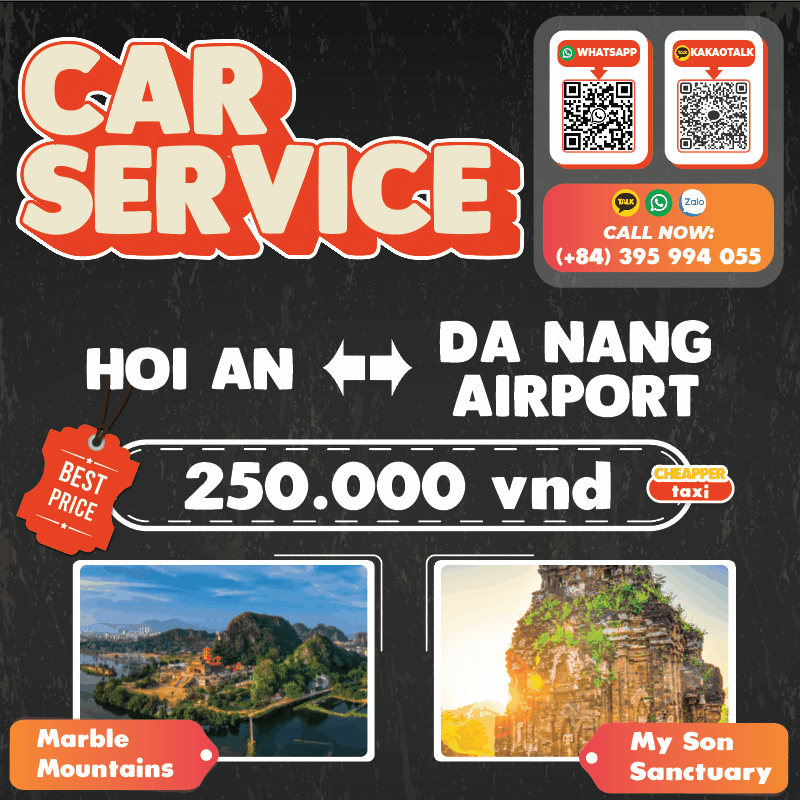 CAR
SERVICE
WHATSAPP
TALK KAKAOTALK
TALK
Zalo
CALL NOW:
(+84) 395 994 055
HOI AN
DA NANG
AIRPORT
BEST
PRICE
250.000 vnd
CHEAPPER
taxi
Marble
Mountains
My Son
Sanctuary